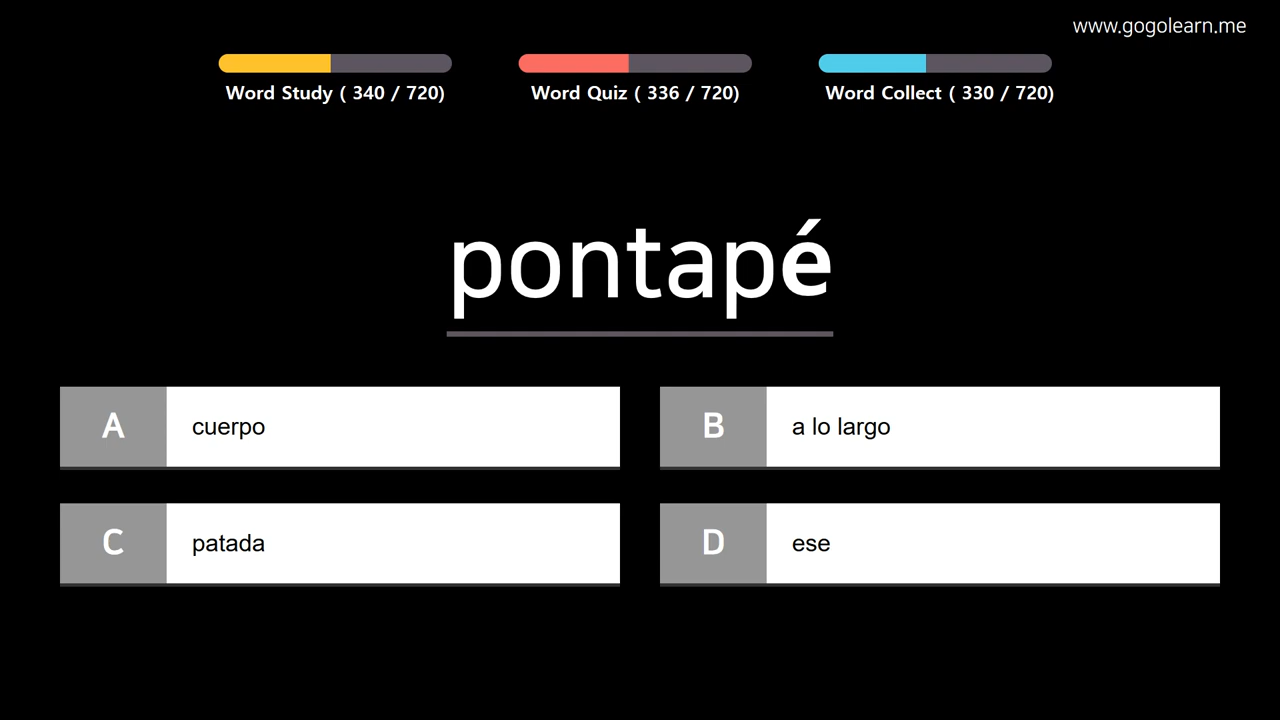 www.gogolearn.me
Word Study ( 340 / 720)
Word Quiz ( 336 / 720)
Word Collect ( 330 / 720)
pontapé
A cuerpo
B a lo largo
C patada
D ese